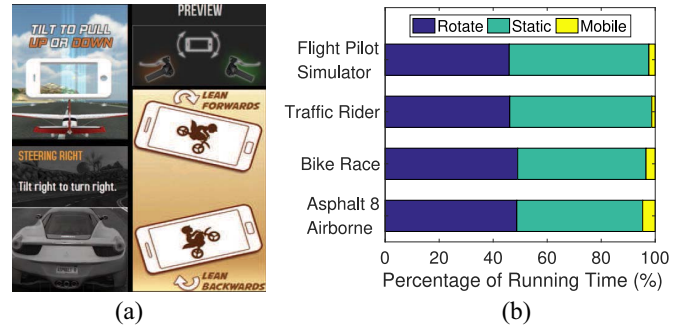 TILT TO PULL
UP OR DOWN
STEERING RIGHT
Tilt right to turn right.
PREVIEW
LEAN
FORWARDS
LEAN
BACKWARDS
(a)
Rotate Static Mobile
Flight Pilot
Simulator
Traffic Rider
Bike Race
Asphalt 8
Airborne
0 20 40 60 80 100
Percentage of Running Time (%)
(b)